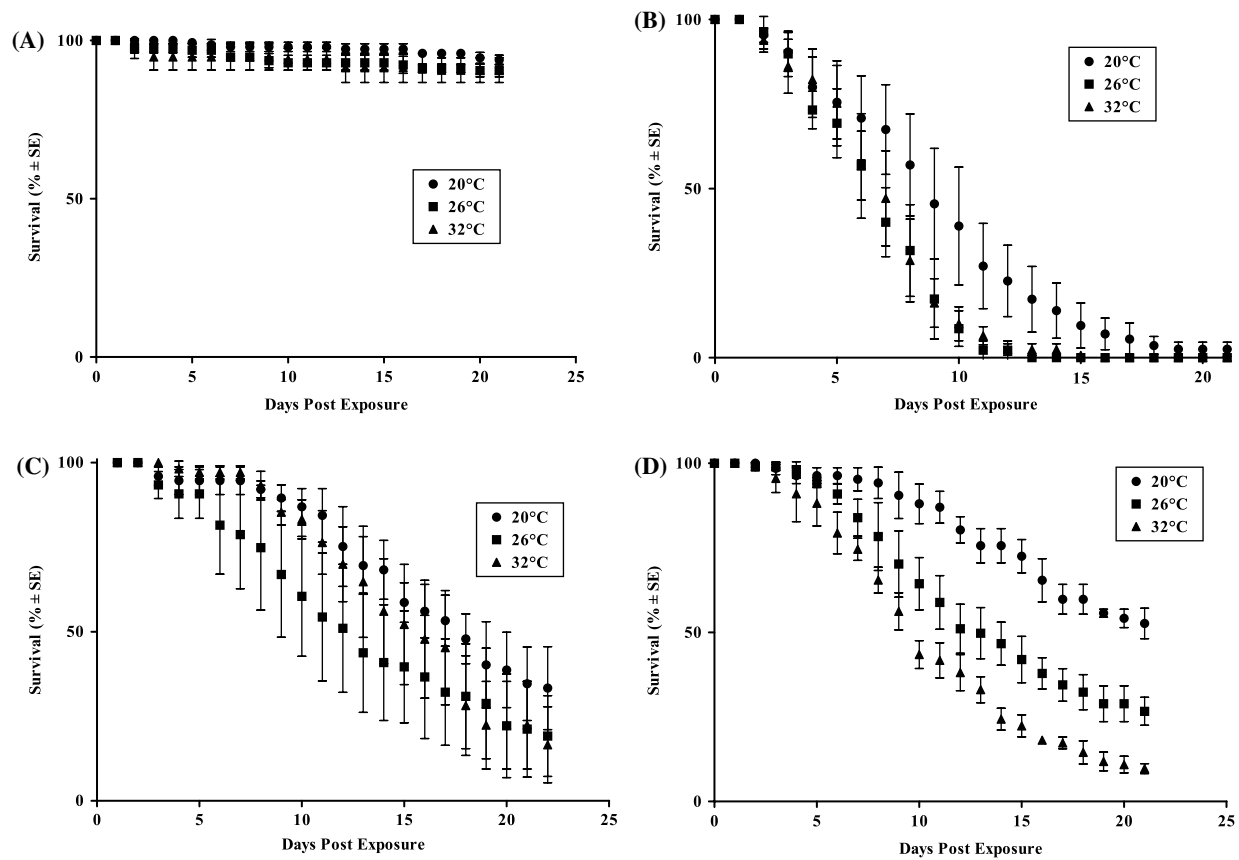 (A)
100
50
0
Survival (% ± SE)
20°C
26°C
32°C
0 5 10 15 20 25
Days Post Exposure
(B)
100
50
0
Survival (% ± SE)
20°C
26°C
32°C
0 5 10 15 20
Days Post Exposure
(C)
100
50
0
Survival (% ± SE)
20°C
26°C
32°C
0 5 10 15 20 25
Days Post Exposure
(D)
100
50
0
Survival (% ± SE)
20°C
26°C
32°C
0 5 10 15 20 25
Days Post Exposure